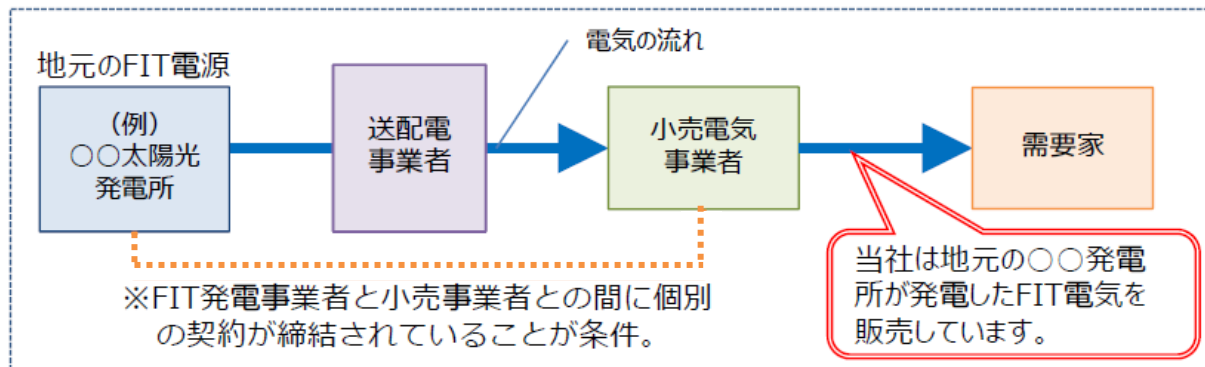 電気の流れ
地元のFIT電源
(例)
○○太陽光
発電所
送配電
事業者
小売電気
事業者
需要家
当社は地元の○○発電
所が発電したFIT電気を
販売しています。
※FIT発電事業者と小売事業者との間に個別
の契約が締結されていることが条件。